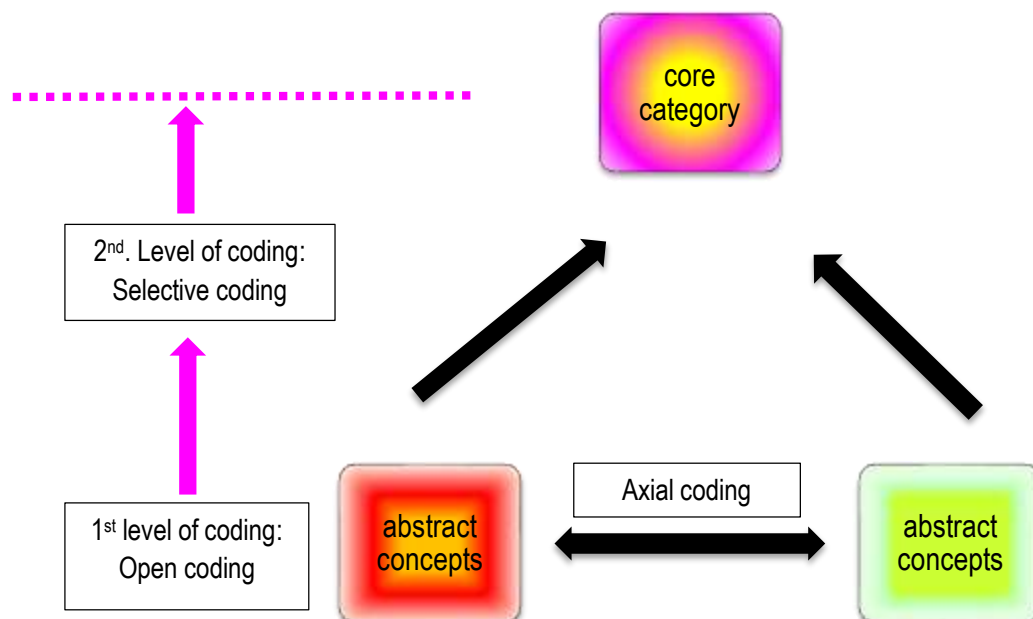 core
category
2nd. Level of coding:
Selective coding
Axial coding
1st level of coding:
Open coding
abstract
concepts
abstract
concepts